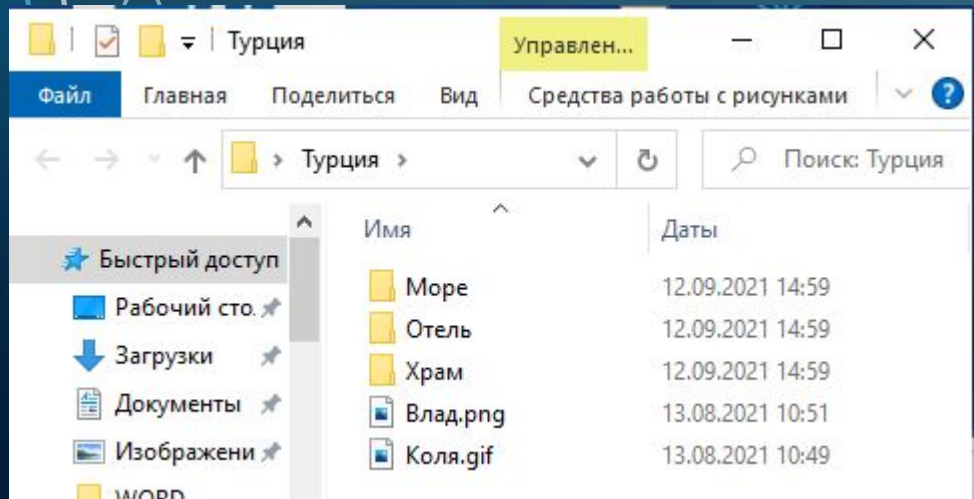 Турция Управлен...
Файл Главная Поделиться Вид Средства работы с рисунками ?
Турция Поиск: Турция
Имя Даты
Быстрый доступ
Рабочий сто.
Загрузки
Документы
Изображени
WORD
Море 12.09.2021 14:59
Отель 12.09.2021 14:59
Храм 12.09.2021 14:59
Влад.png 13.08.2021 10:51
Коля.gif 13.08.2021 10:49